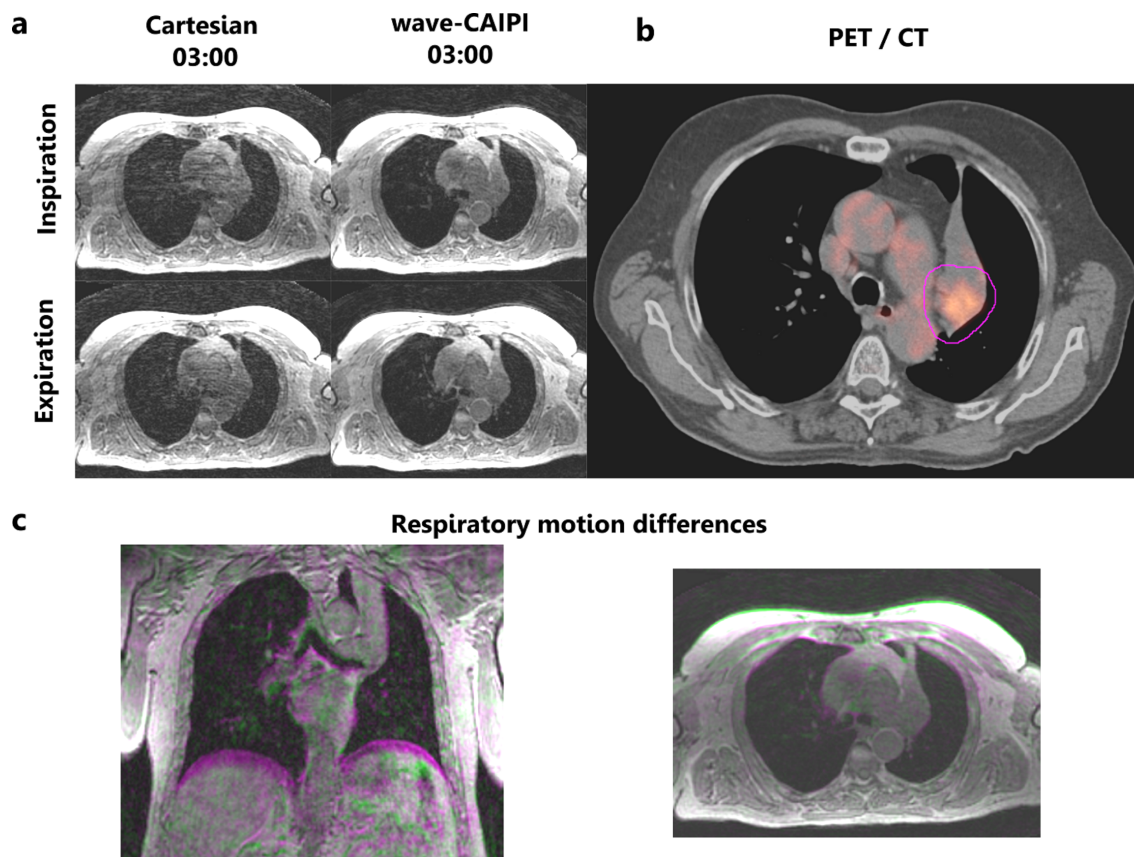 a
Cartesian
03:00
wave-CAIPI
03:00
b
PET / CT
Inspiration
Expiration
c
Respiratory motion differences